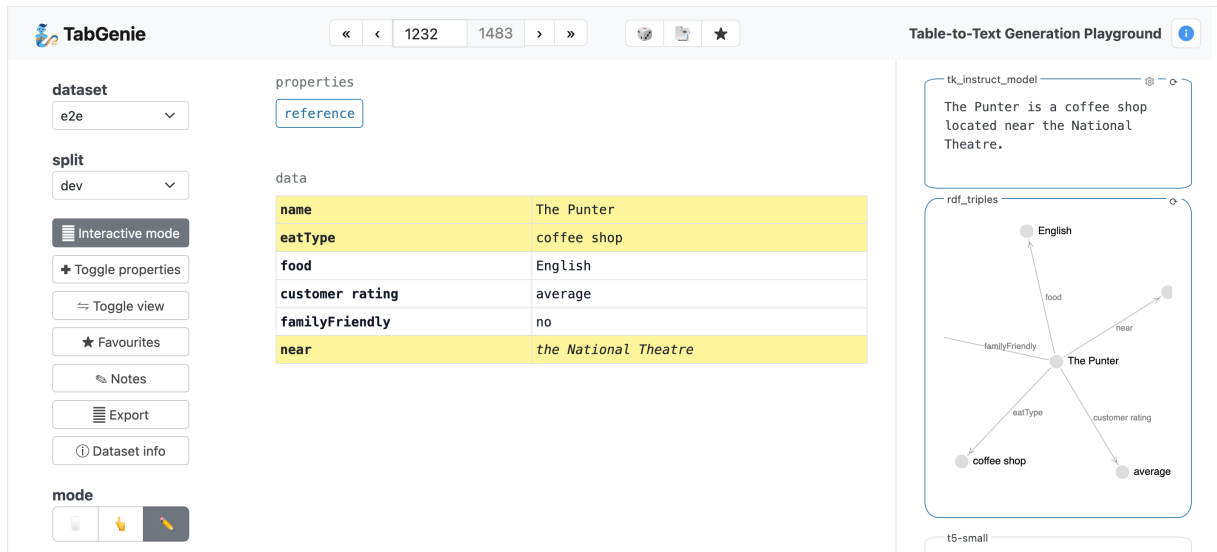 TabGenie
«
‹
1232
1483
›
»
★
Table-to-Text Generation Playground
i
dataset
e2e
split
dev
Interactive mode
✚ Toggle properties
⇋ Toggle view
★ Favourites
✎ Notes
Export
ⓘ Dataset info
mode
properties
reference
data
name The Punter
eatType coffee shop
food English
customer rating average
familyFriendly no
near the National Theatre
tk_instruct_model
The Punter is a coffee shop
located near the National
Theatre.
rdf_triples
English
food
near
familyFriendly
The Punter
eatType
customer rating
coffee shop
average
t5-small